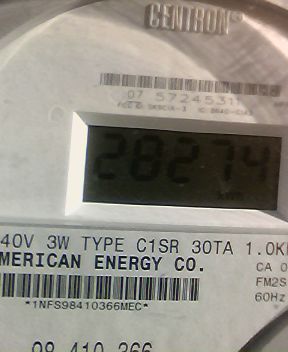 CENTRON®
07 5724531
28274
40V 3W TYPE C1SR 30TA 1.0K
MERICAN ENERGY CO.
CA 0
FM2S
*1NFS98410366MEC*
60Hz
98 410 366